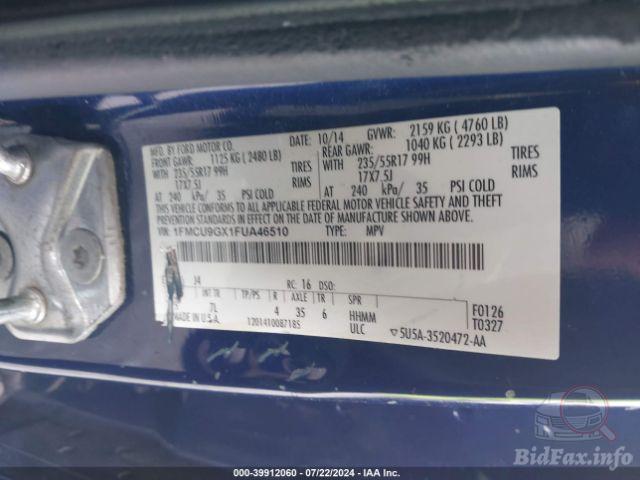 MFD. BY FORD MOTOR CO.
DATE: 10/14 GVWR: 2159 KG ( 4760 LB)
FRONT GAWR: 1125 KG ( 2480 LB) REAR GAWR: 1040 KG ( 2293 LB)
WITH 235/55R17 99H TIRES WITH 235/55R17 99H TIRES
17X7.5J RIMS 17X7.5J RIMS
AT 240 kPa/ 35 PSI COLD AT 240 kPa/ 35 PSI COLD
THIS VEHICLE CONFORMS TO ALL APPLICABLE FEDERAL MOTOR VEHICLE SAFETY AND THEFT
PREVENTION STANDARDS IN EFFECT ON THE DATE OF MANUFACTURE SHOWN ABOVE.
VIN: 1FMCU9GX1FUA46510 TYPE: MPV
J4 RC: 16 DSO:
INT TR TP/PS R AXLE TR SPR F0126
7L 4 35 6 HHMM T0327
MADE IN U.S.A. 1201410087185 ULC ▽5U5A-3520472-AA
BidFax.info
000-39912060 - 07/22/2024 - IAA Inc.